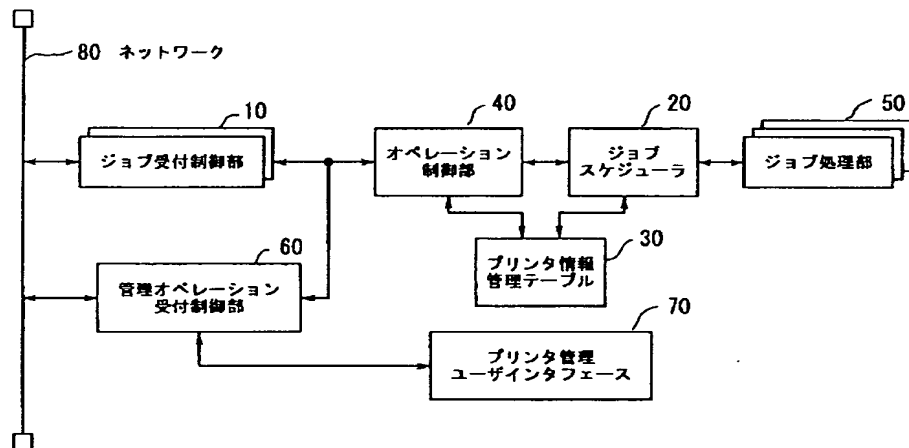 80 ネットワーク
10
ジョブ受付制御部
40
オペレーション
制御部
20
ジョブ
スケジューラ
50
ジョブ処理部
30
プリンタ情報
管理テーブル
60
管理オペレーション
受付制御部
70
プリンタ管理
ユーザインタフェース